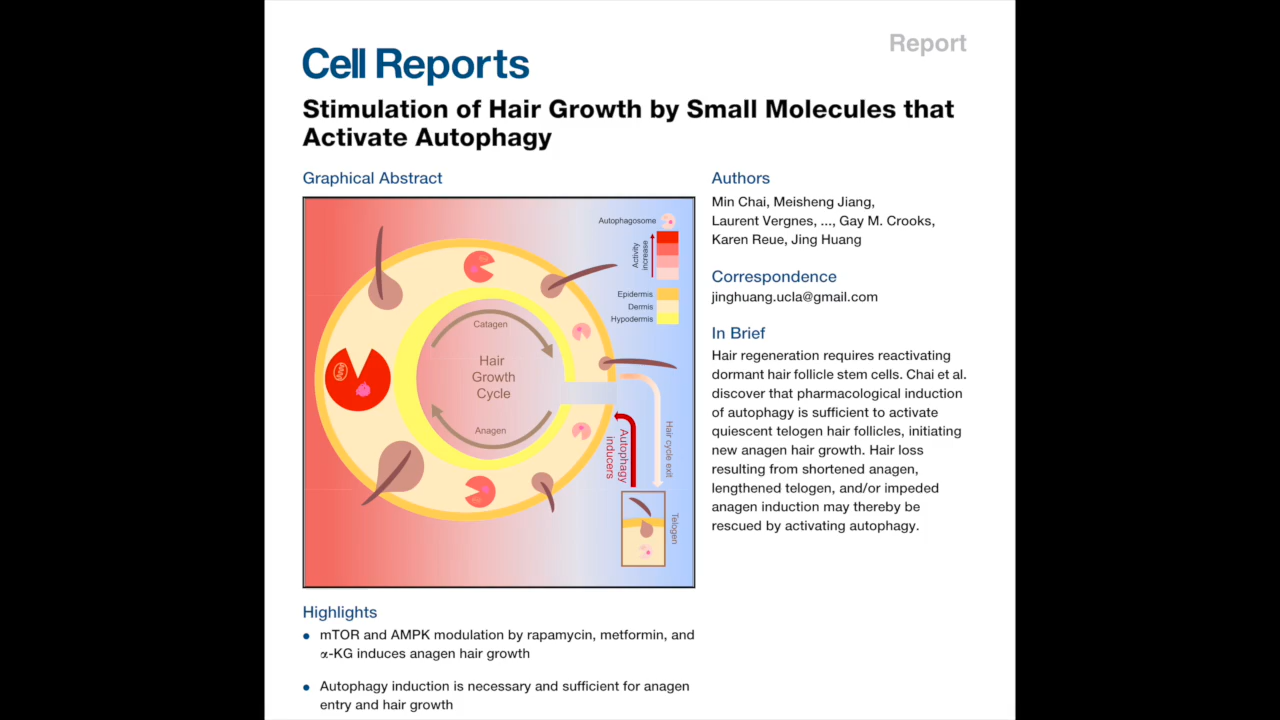 Report
Cell Reports
Stimulation of Hair Growth by Small Molecules that
Activate Autophagy
Graphical Abstract
Autophagosome
Activity
increase
Epidermis
Dermis
Hypodermis
Catagen
Hair
Growth
Cycle
Anagen
Autophagy
inducers
Hair cycle exit
Telogen
Authors
Min Chai, Meisheng Jiang,
Laurent Vergnes, ..., Gay M. Crooks,
Karen Reue, Jing Huang
Correspondence
jinghuang.ucla@gmail.com
In Brief
Hair regeneration requires reactivating
dormant hair follicle stem cells. Chai et al.
discover that pharmacological induction
of autophagy is sufficient to activate
quiescent telogen hair follicles, initiating
new anagen hair growth. Hair loss
resulting from shortened anagen,
lengthened telogen, and/or impeded
anagen induction may thereby be
rescued by activating autophagy.
Highlights
● mTOR and AMPK modulation by rapamycin, metformin, and
α-KG induces anagen hair growth
● Autophagy induction is necessary and sufficient for anagen
entry and hair growth